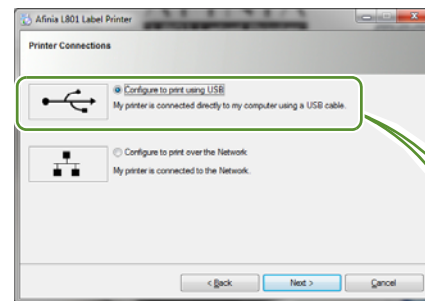 Afinia L801 Label Printer
Printer Connections
Configure to print using USB
My printer is connected directly to my computer using a USB cable.
Configure to print over the Network
My printer is connected to the Network.
< Back
Next >
Cancel